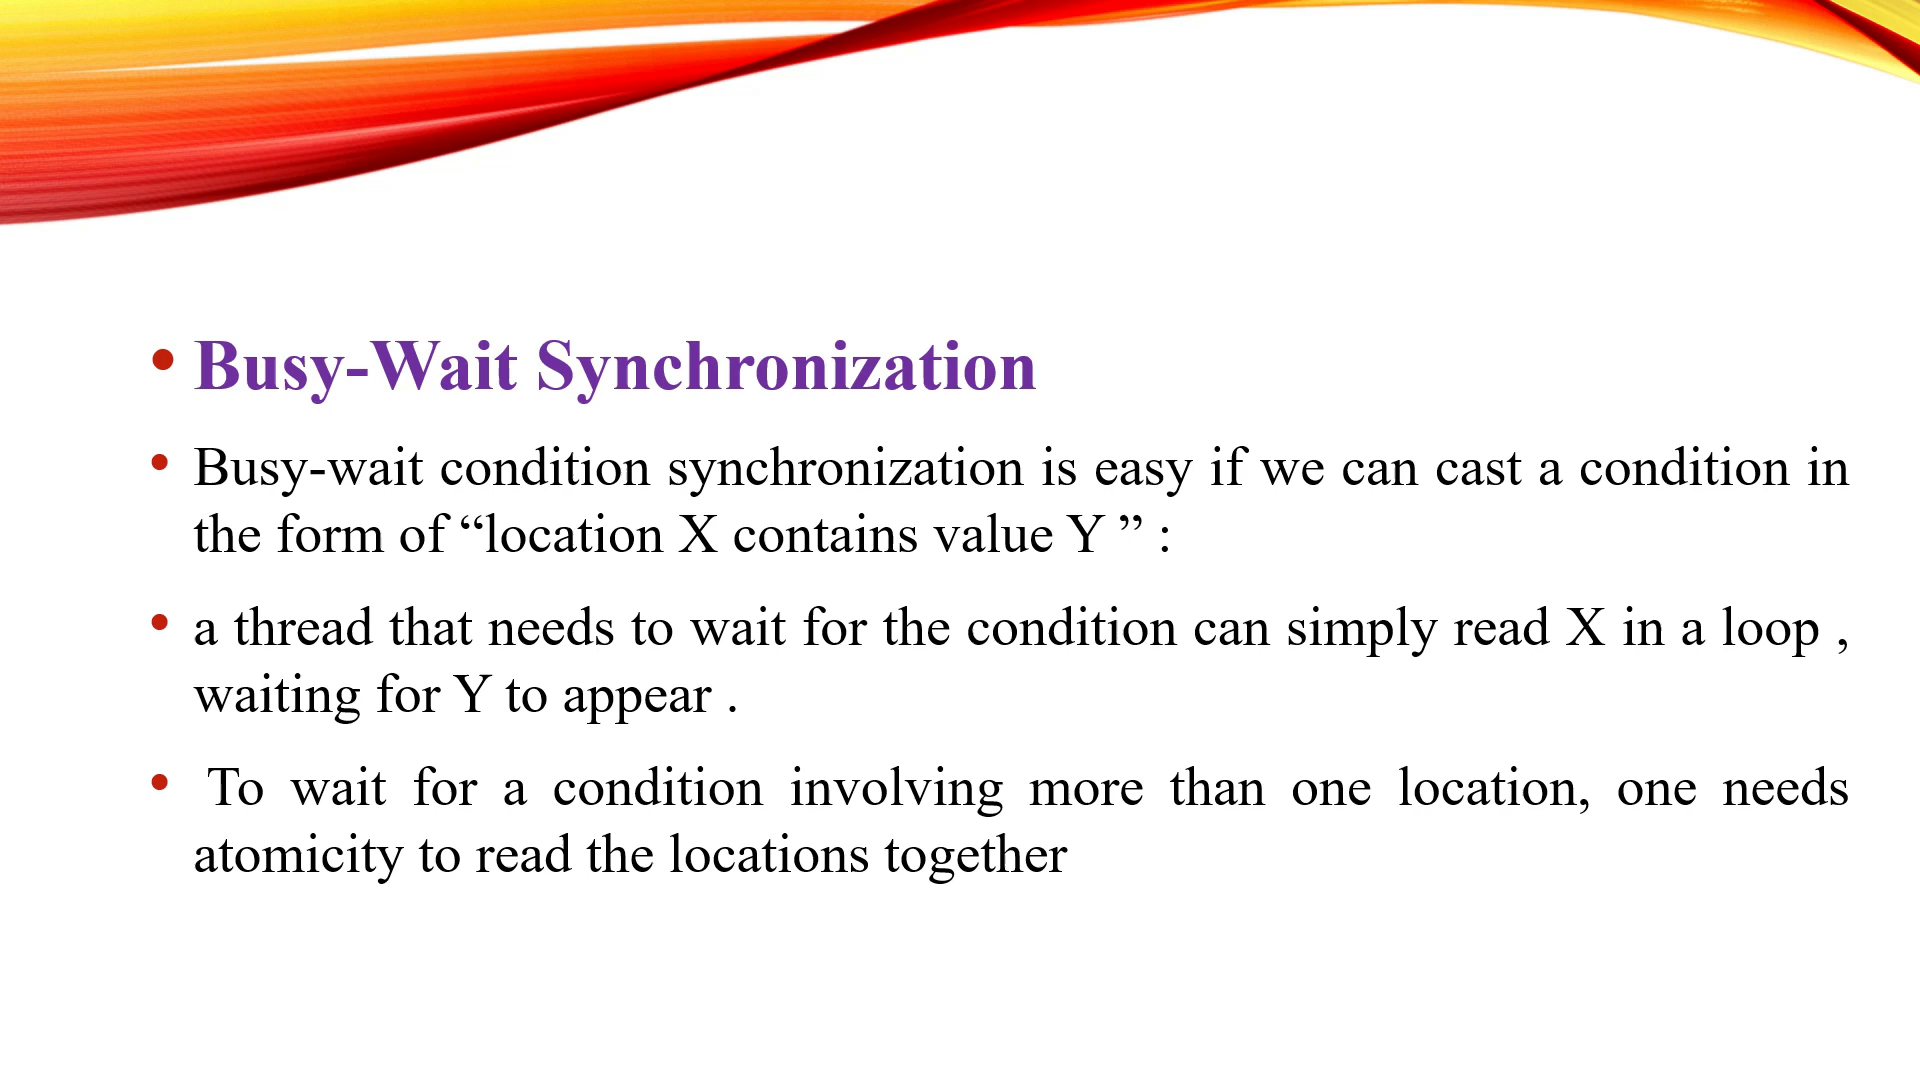 • Busy-Wait Synchronization
• Busy-wait condition synchronization is easy if we can cast a condition in
the form of “location X contains value Y ” :
• a thread that needs to wait for the condition can simply read X in a loop ,
waiting for Y to appear .
• To wait for a condition involving more than one location, one needs
atomicity to read the locations together